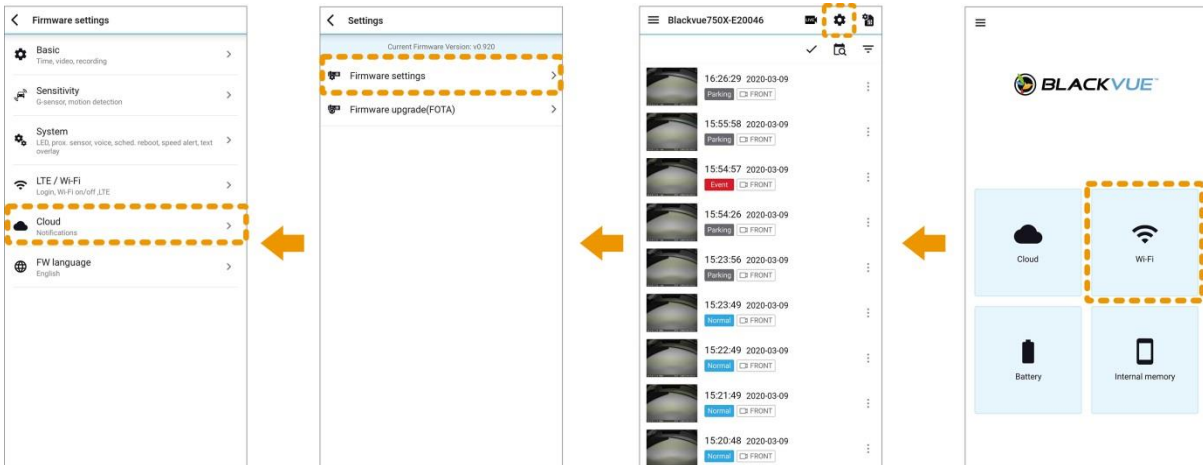 Firmware settings
Basic
Time, video, recording
Sensitivity
G-sensor, motion detection
System
LED, prox. sensor, voice, sched. reboot, speed alert, text
overlay
LTE / Wi-Fi
Login, Wi-Fi on/off ,LTE
Cloud
Notifications
FW language
English
Settings
Current Firmware Version: v0.920
Firmware settings
Firmware upgrade(FOTA)
Blackvue750X-E20046
LIVE
16:26:29 2020-03-09
Parking FRONT
15:55:58 2020-03-09
Parking FRONT
15:54:57 2020-03-09
Event FRONT
15:54:26 2020-03-09
Parking FRONT
15:23:56 2020-03-09
Parking FRONT
15:23:49 2020-03-09
Normal FRONT
15:22:49 2020-03-09
Normal FRONT
15:21:49 2020-03-09
Normal FRONT
15:20:48 2020-03-09
Normal FRONT
BLACKVUE
Cloud
Wi-Fi
Battery
Internal memory